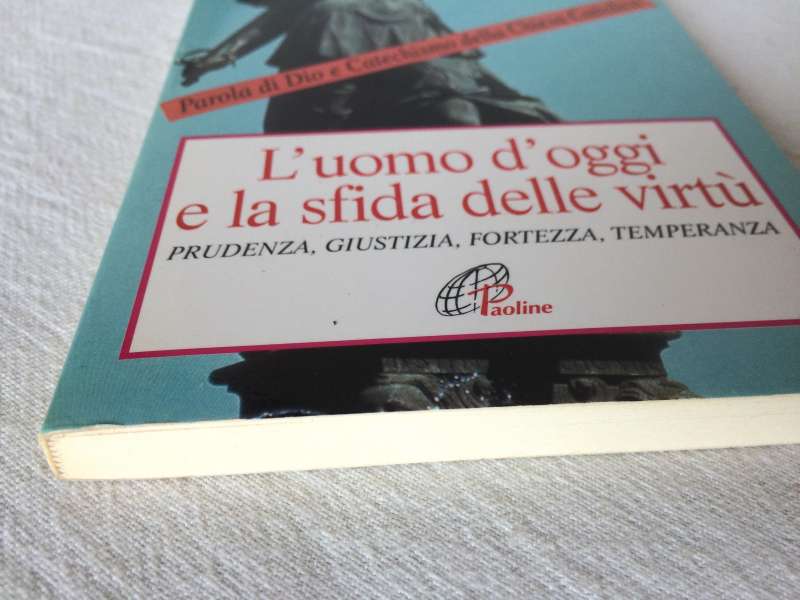 Parola di Dio e Catechismo della Chiesa Cattolica
L'uomo d'oggi
e la sfida delle virtù
PRUDENZA, GIUSTIZIA, FORTEZZA, TEMPERANZA
Paoline